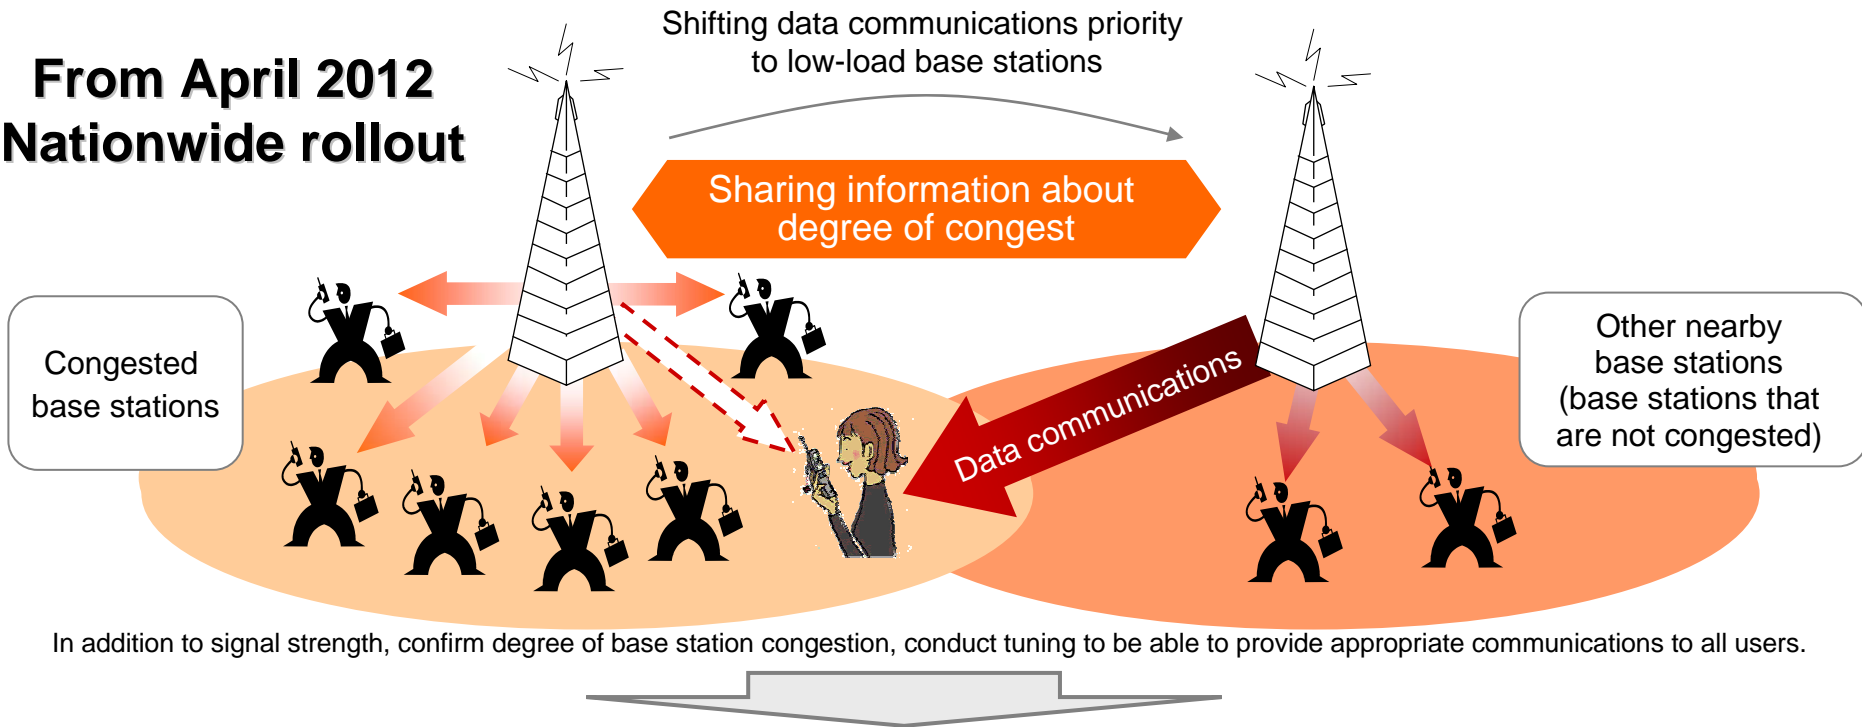 From April 2012
Nationwide rollout
Shifting data communications priority
to low-load base stations
Sharing information about
degree of congest
Congested
base stations
Data communications
Other nearby
base stations
(base stations that
are not congested)
In addition to signal strength, confirm degree of base station congestion, conduct tuning to be able to provide appropriate communications to all users.